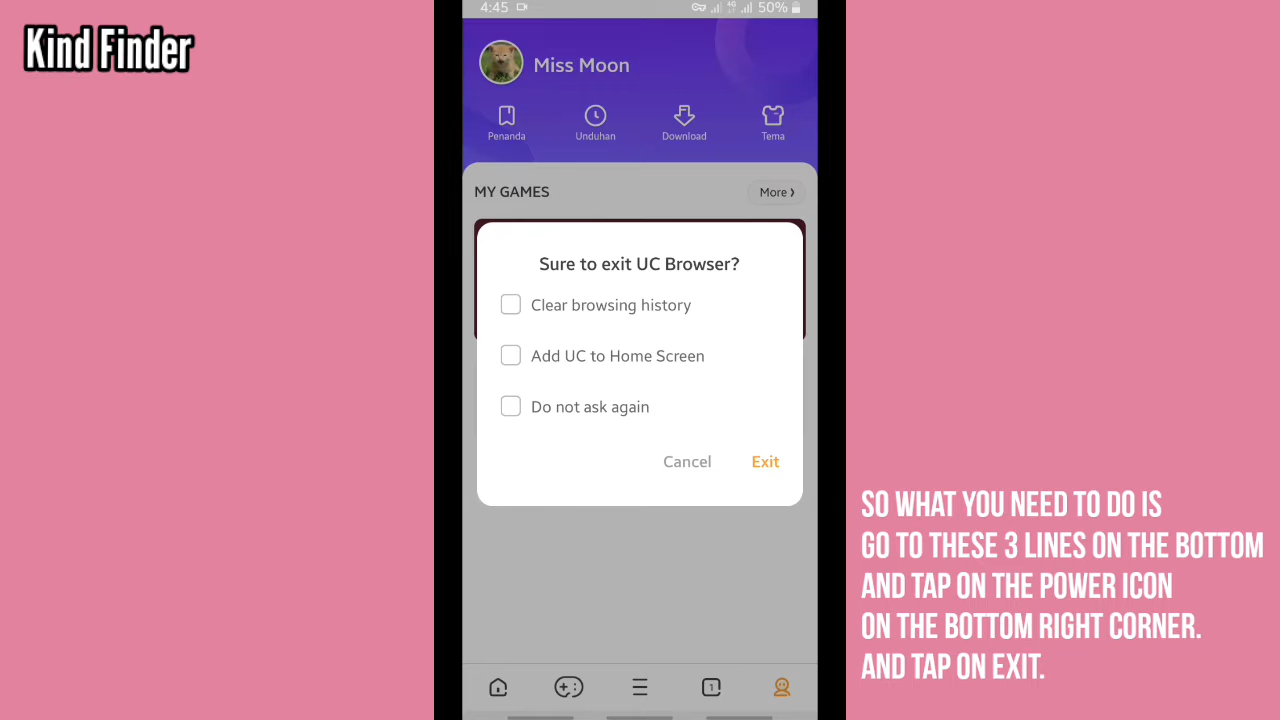 Kind Finder
4:45 4G 50%
Miss Moon
Penanda Unduhan Download Tema
MY GAMES More ›
Sure to exit UC Browser?
Clear browsing history
Add UC to Home Screen
Do not ask again
Cancel Exit
1
SO WHAT YOU NEED TO DO IS
GO TO THESE 3 LINES ON THE BOTTOM
AND TAP ON THE POWER ICON
ON THE BOTTOM RIGHT CORNER.
AND TAP ON EXIT.